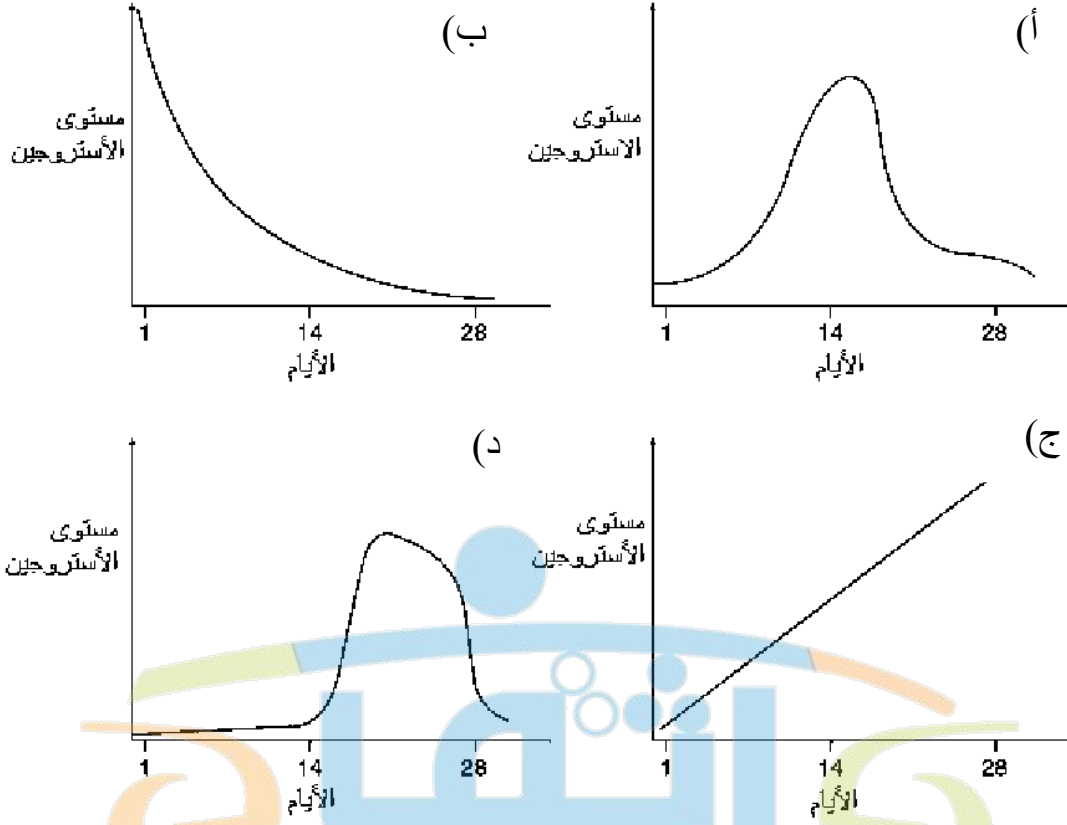 أ)
مستوى
الاستروجين
1 14 28
الأيام
ب)
مستوى
الأستروجين
1 14 28
الأيام
ج)
مستوى
الأستروجين
1 14 28
الأيام
د)
مستوى
الأستروجين
1 14 28
الأيام